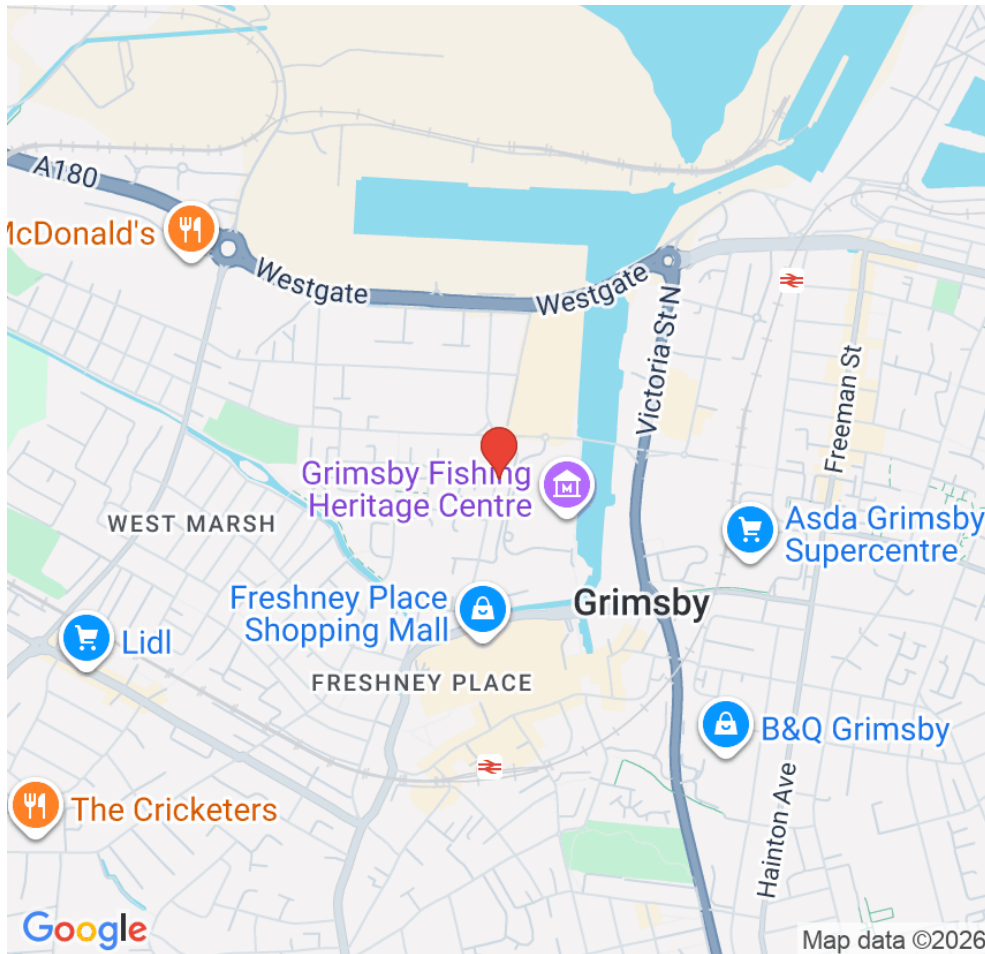 A180
McDonald's
Westgate
Westgate
Victoria St N
Freeman St
Grimsby Fishing
Heritage Centre
WEST MARSH
Asda Grimsby
Supercentre
Freshney Place
Shopping Mall
Grimsby
Lidl
FRESHNEY PLACE
B&Q Grimsby
The Cricketers
Hainton Ave
Google
Map data ©2026